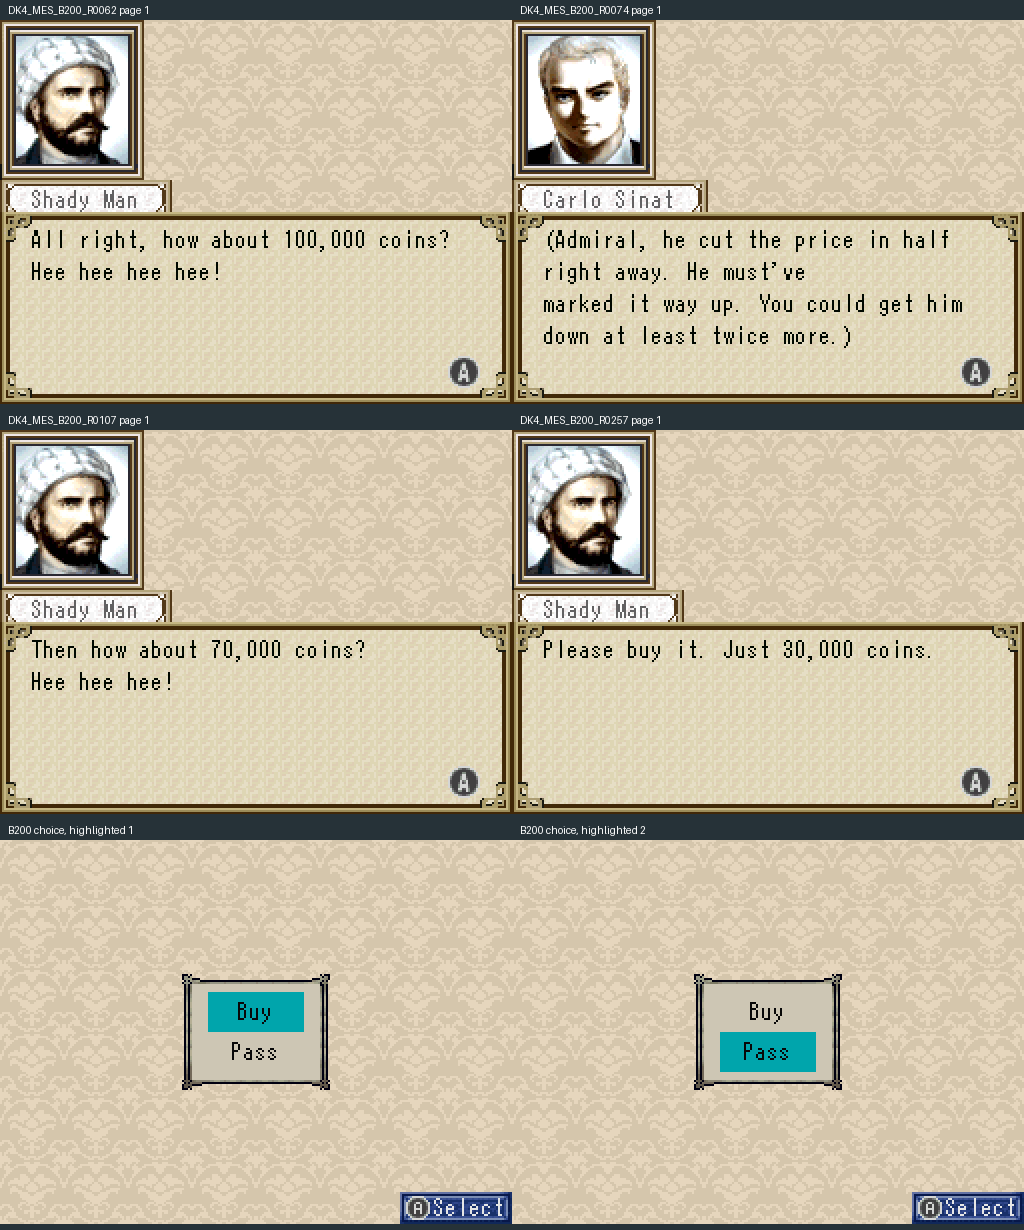 DK4_MES_B200_R0062 page 1
Shady Man
All right, how about 100,000 coins?
Hee hee hee hee!
A
DK4_MES_B200_R0074 page 1
Carlo Sinat
(Admiral, he cut the price in half
right away. He must've
marked it way up. You could get him
down at least twice more.)
A
DK4_MES_B200_R0107 page 1
Shady Man
Then how about 70,000 coins?
Hee hee hee!
A
DK4_MES_B200_R0257 page 1
Shady Man
Please buy it. Just 30,000 coins.
A
B200 choice, highlighted 1
Buy
Pass
A Select
B200 choice, highlighted 2
Buy
Pass
A Select